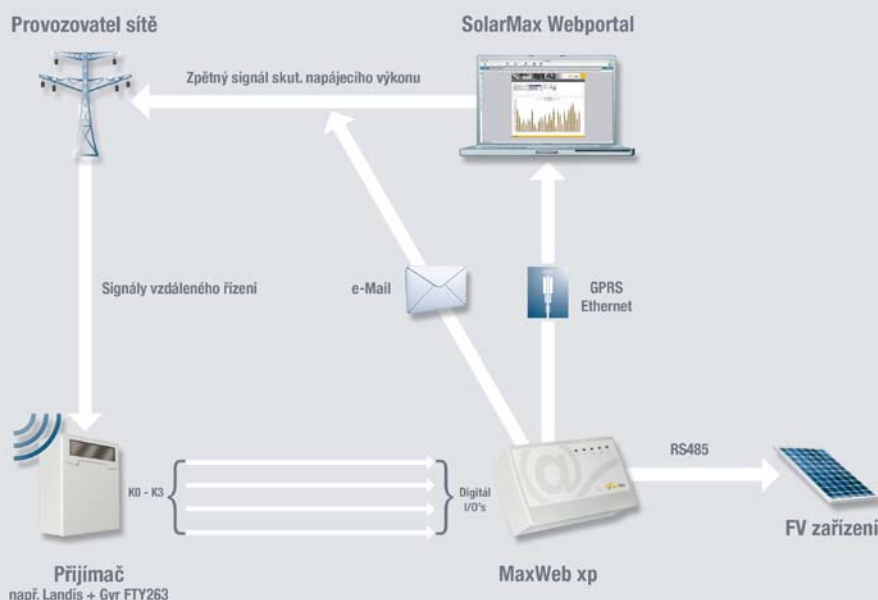 Provozovatel sítě
SolarMax Webportal
Zpětný signál skut. napájecího výkonu
Signály vzdáleného řízení
e-Mail
GPRS
Ethernet
K0 - K3
Digitál
I/O's
RS485
FV zařízení
Přijímač
např. Landis + Gyr FTY263
MaxWeb xp